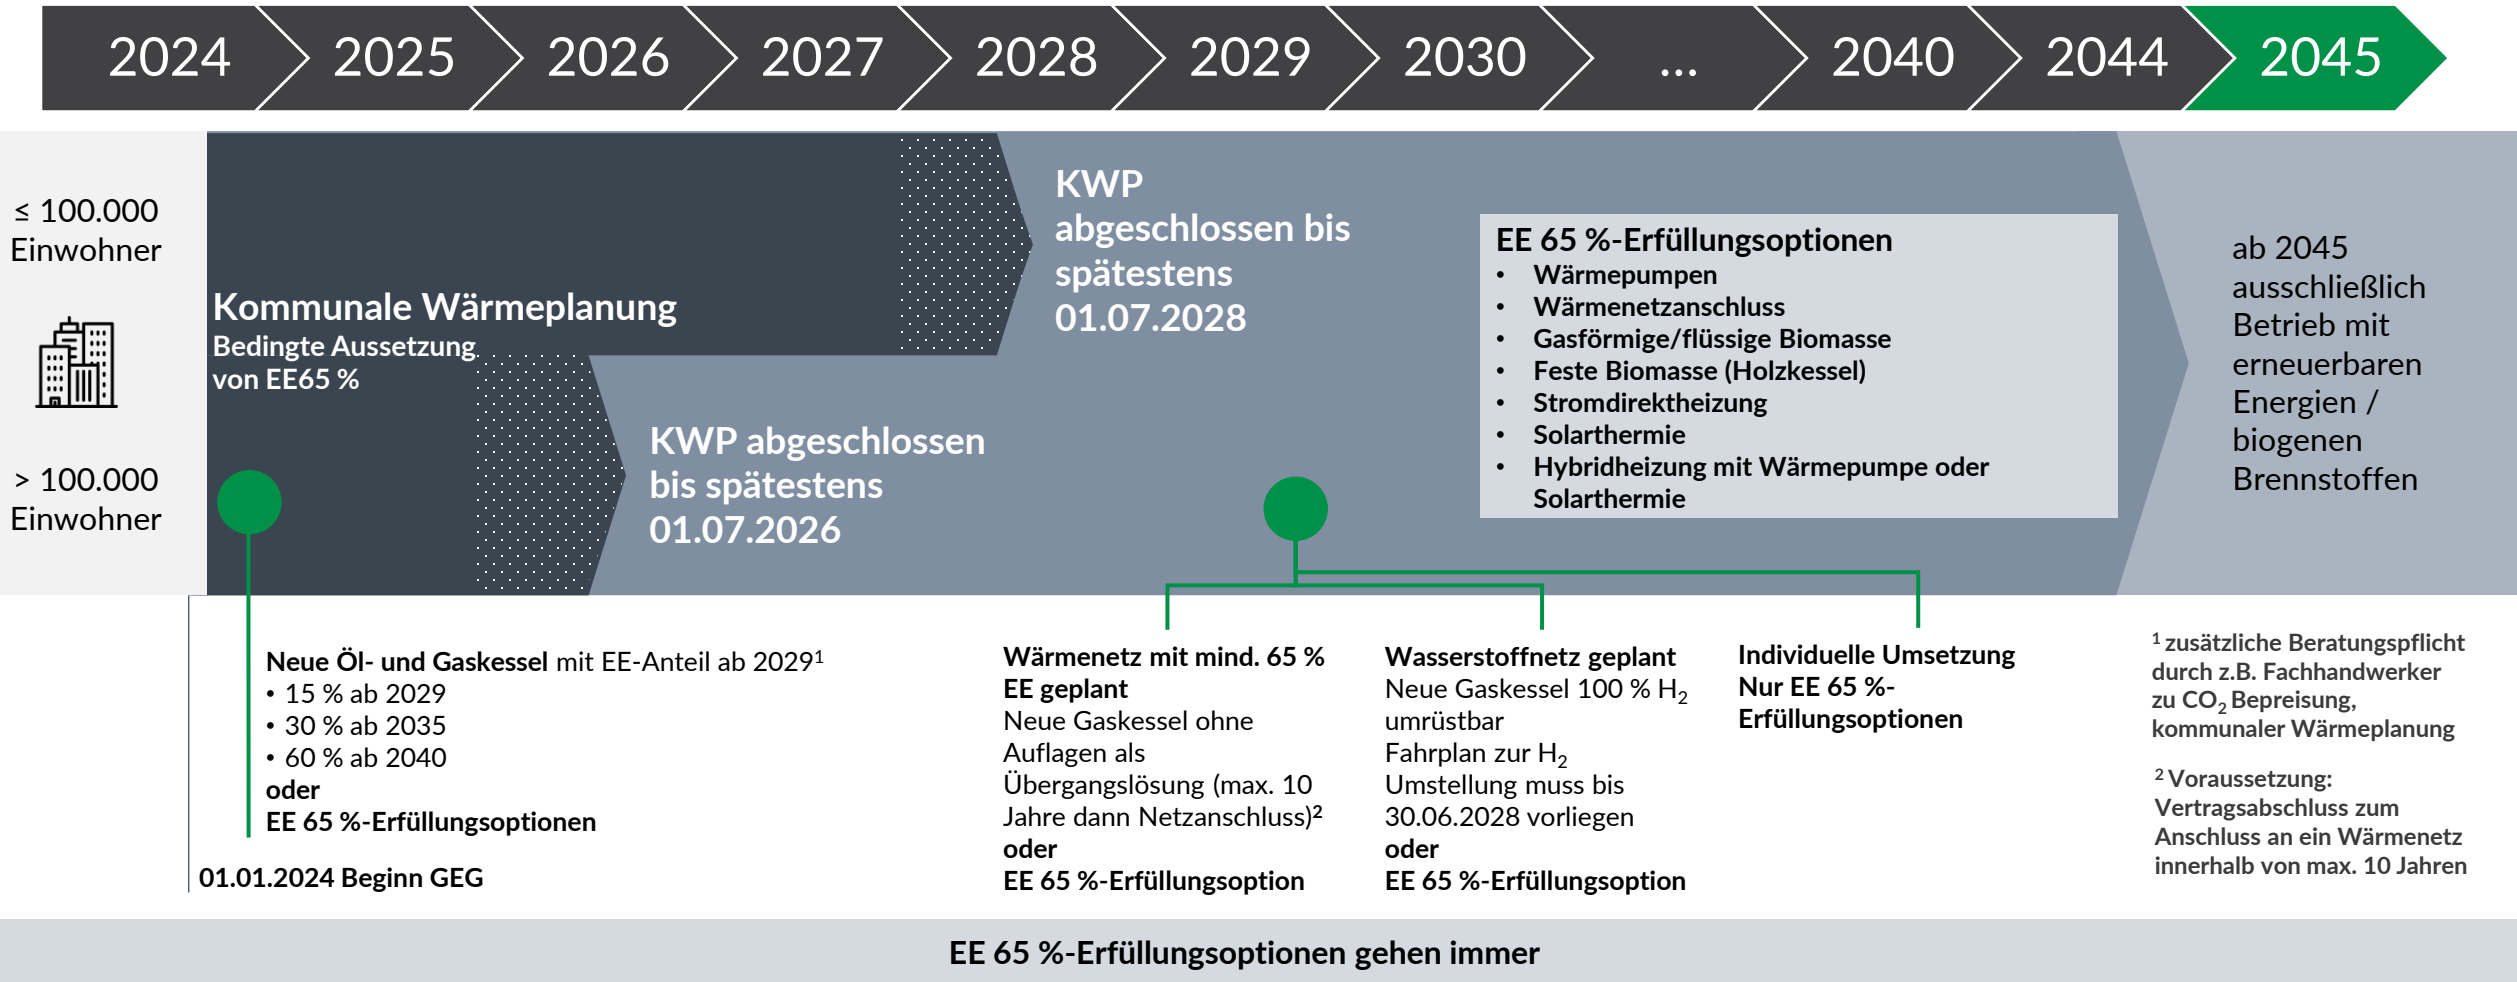 2024 2025 2026 2027 2028 2029 2030 ... 2040 2044 2045
≤ 100.000
Einwohner
> 100.000
Einwohner
Kommunale Wärmeplanung
Bedingte Aussetzung
von EE65 %
KWP
abgeschlossen bis
spätestens
01.07.2028
KWP abgeschlossen
bis spätestens
01.07.2026
EE 65 %-Erfüllungsoptionen
• Wärmepumpen
• Wärmenetzanschluss
• Gasförmige/flüssige Biomasse
• Feste Biomasse (Holzkessel)
• Stromdirektheizung
• Solarthermie
• Hybridheizung mit Wärmepumpe oder
Solarthermie
ab 2045
ausschließlich
Betrieb mit
erneuerbaren
Energien /
biogenen
Brennstoffen
Neue Öl- und Gaskessel mit EE-Anteil ab 2029¹
• 15 % ab 2029
• 30 % ab 2035
• 60 % ab 2040
oder
EE 65 %-Erfüllungsoptionen
01.01.2024 Beginn GEG
Wärmenetz mit mind. 65 %
EE geplant
Neue Gaskessel ohne
Auflagen als
Übergangslösung (max. 10
Jahre dann Netzanschluss)²
oder
EE 65 %-Erfüllungsoption
Wasserstoffnetz geplant
Neue Gaskessel 100 % H₂
umrüstbar
Fahrplan zur H₂
Umstellung muss bis
30.06.2028 vorliegen
oder
EE 65 %-Erfüllungsoption
Individuelle Umsetzung
Nur EE 65 %-
Erfüllungsoptionen
¹ zusätzliche Beratungspflicht
durch z.B. Fachhandwerker
zu CO₂ Bepreisung,
kommunaler Wärmeplanung
² Voraussetzung:
Vertragsabschluss zum
Anschluss an ein Wärmenetz
innerhalb von max. 10 Jahren
EE 65 %-Erfüllungsoptionen gehen immer